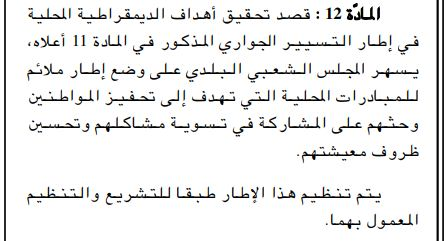 المادّة 12 : قصد تحقيق أهداف الديمقراطية المحلية
في إطار التسيير الجواري المذكور في المادة 11 أعلاه،
يسهر المجلس الشعبي البلدي على وضع إطار ملائم
للمبادرات المحلية التي تهدف إلى تحفيز المواطنين
وحثهم على المشاركة في تسوية مشاكلهم وتحسين
ظروف معيشتهم.
يتم تنظيم هذا الإطار طبقا للتشريع والتنظيم
المعمول بهما.